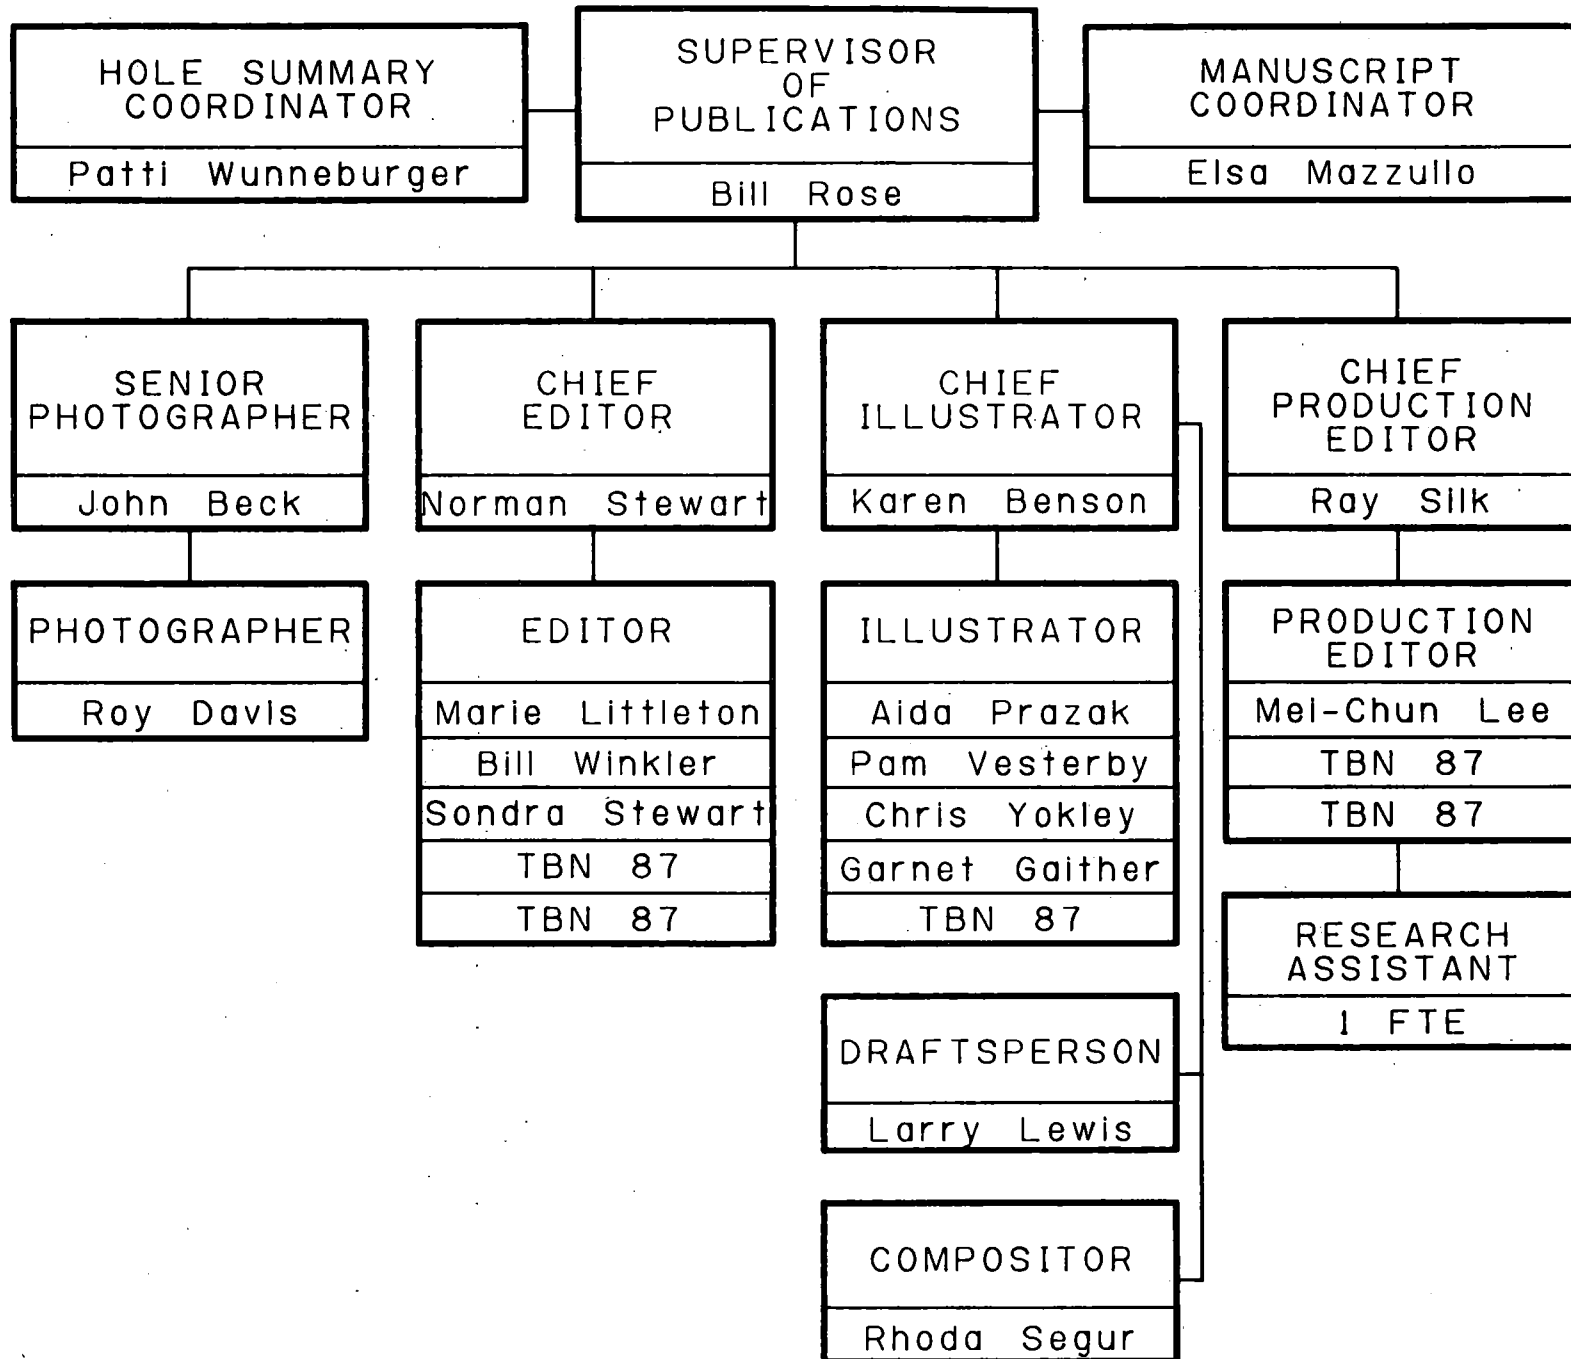 HOLE SUMMARY
COORDINATOR
Patti Wunneburger
SUPERVISOR
OF
PUBLICATIONS
Bill Rose
MANUSCRIPT
COORDINATOR
Elsa Mazzullo
SENIOR
PHOTOGRAPHER
John Beck
CHIEF
EDITOR
Norman Stewart
CHIEF
ILLUSTRATOR
Karen Benson
CHIEF
PRODUCTION
EDITOR
Ray Silk
PHOTOGRAPHER
Roy Davis
EDITOR
Marie Littleton
Bill Winkler
Sondra Stewart
TBN 87
TBN 87
ILLUSTRATOR
Aida Prazak
Pam Vesterby
Chris Yokley
Garnet Gaither
TBN 87
PRODUCTION
EDITOR
Mei-Chun Lee
TBN 87
TBN 87
RESEARCH
ASSISTANT
1 FTE
DRAFTSPERSON
Larry Lewis
COMPOSITOR
Rhoda Segur